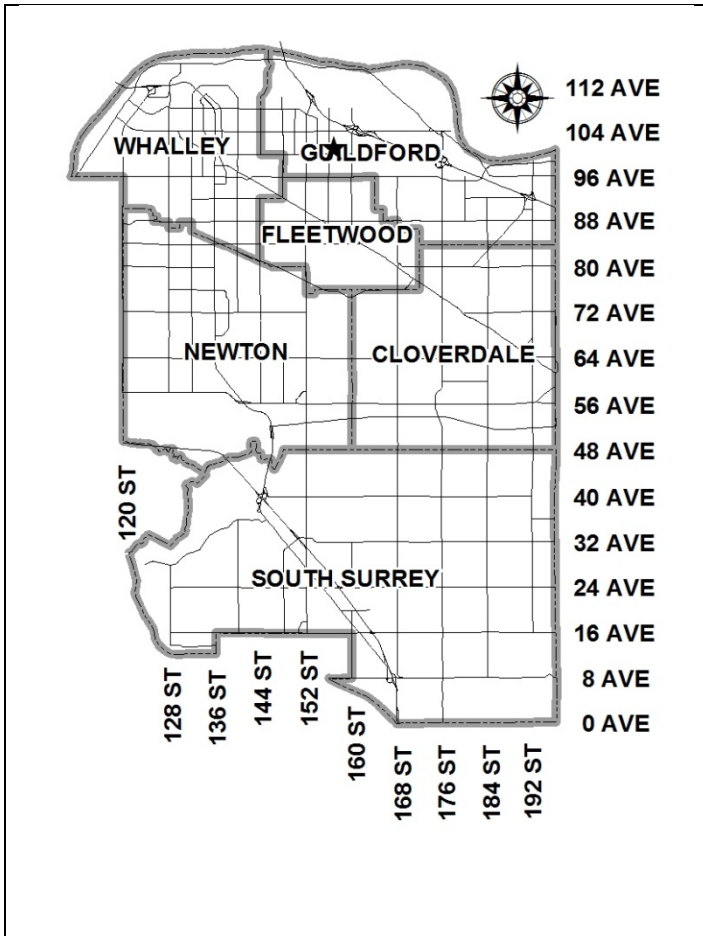 112 AVE
104 AVE
WHALLEY
GUILDFORD
96 AVE
88 AVE
FLEETWOOD
80 AVE
72 AVE
NEWTON
CLOVERDALE
64 AVE
56 AVE
48 AVE
120 ST
40 AVE
32 AVE
SOUTH SURREY
24 AVE
16 AVE
128 ST
136 ST
144 ST
152 ST
160 ST
168 ST
176 ST
184 ST
192 ST
8 AVE
0 AVE